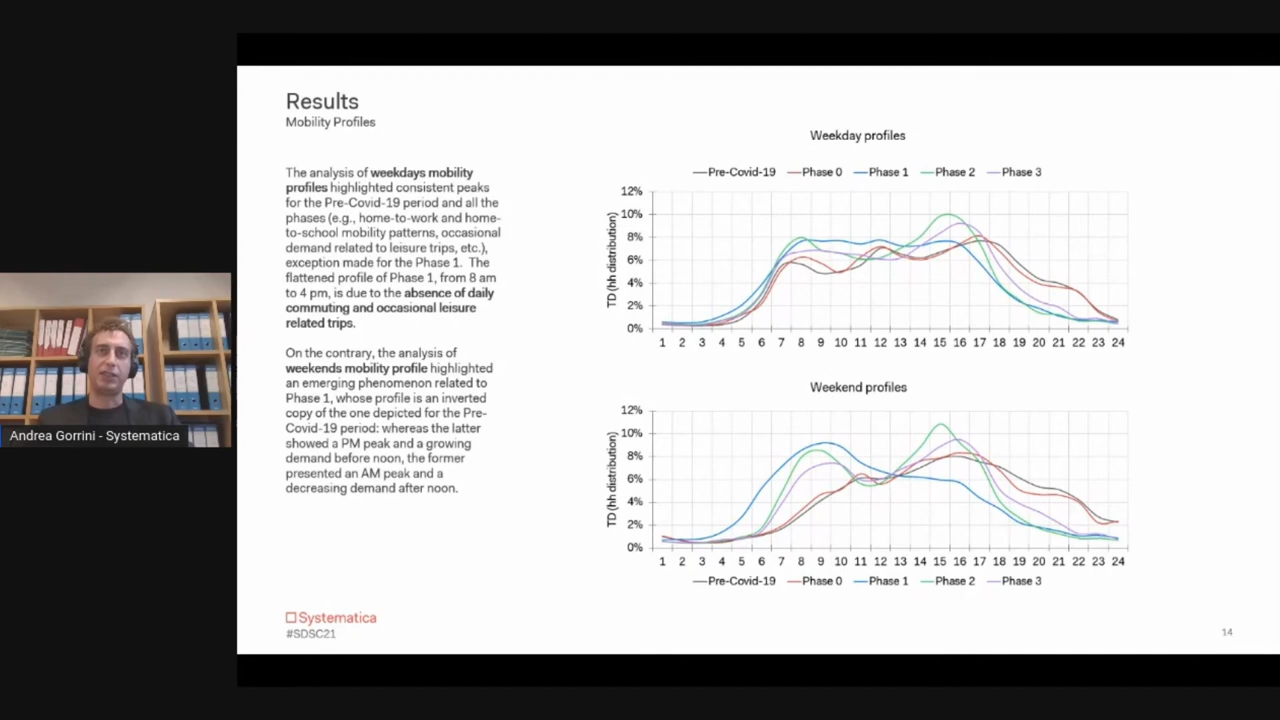 Results
Mobility Profiles
The analysis of weekdays mobility
profiles highlighted consistent peaks
for the Pre-Covid-19 period and all the
phases (e.g., home-to-work and home-
to-school mobility patterns, occasional
demand related to leisure trips, etc.),
exception made for the Phase 1. The
flattened profile of Phase 1, from 8 am
to 4 pm, is due to the absence of daily
commuting and occasional leisure
related trips.
On the contrary, the analysis of
weekends mobility profile highlighted
an emerging phenomenon related to
Phase 1, whose profile is an inverted
copy of the one depicted for the Pre-
Covid-19 period: whereas the latter
showed a PM peak and a growing
demand before noon, the former
presented an AM peak and a
decreasing demand after noon.
Weekday profiles
Pre-Covid-19 Phase 0 Phase 1 Phase 2 Phase 3
TD (hh distribution)
12%
10%
8%
6%
4%
2%
0%
1 2 3 4 5 6 7 8 9 10 11 12 13 14 15 16 17 18 19 20 21 22 23 24
Weekend profiles
TD (hh distribution)
12%
10%
8%
6%
4%
2%
0%
1 2 3 4 5 6 7 8 9 10 11 12 13 14 15 16 17 18 19 20 21 22 23 24
Pre-Covid-19 Phase 0 Phase 1 Phase 2 Phase 3
Andrea Gorrini - Systematica
Systematica
#SDSC21
14